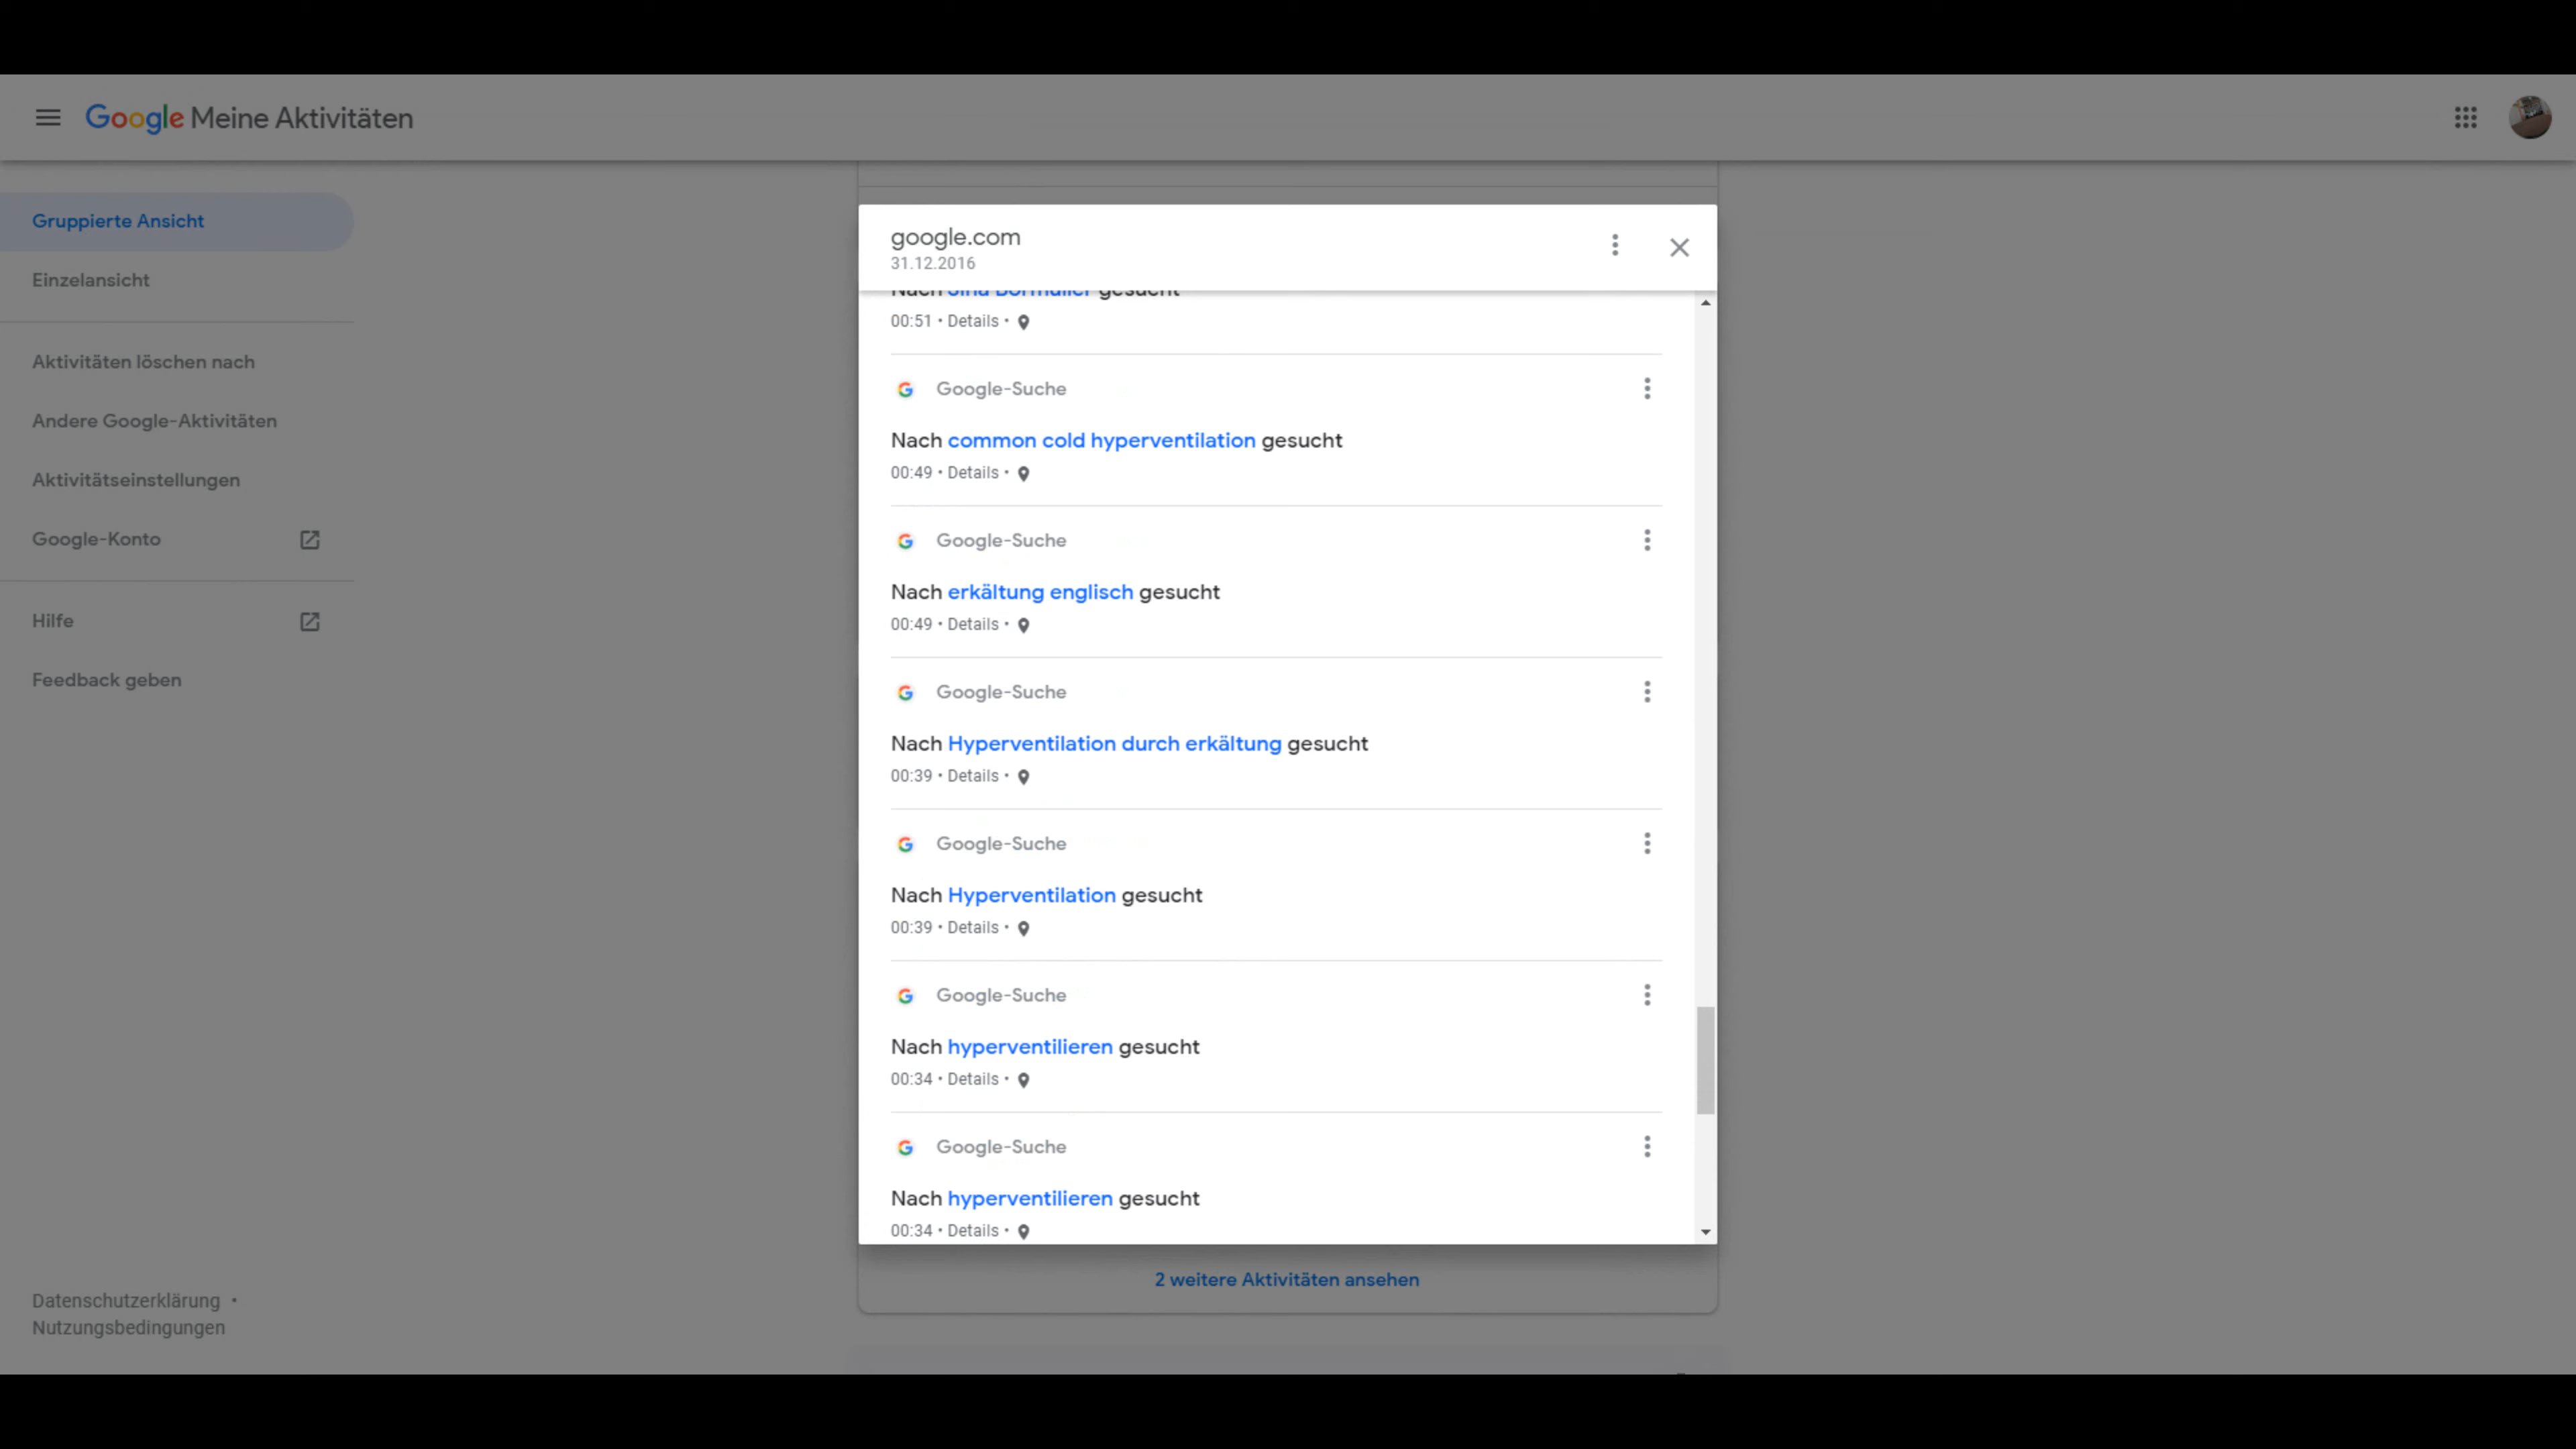 Google Meine Aktivitäten
Gruppierte Ansicht
Einzelansicht
Aktivitäten löschen nach
Andere Google-Aktivitäten
Aktivitätseinstellungen
Google-Konto
Hilfe
Feedback geben
Datenschutzerklärung •
Nutzungsbedingungen
google.com
31.12.2016
Nach gesucht
00:51 • Details •
Google-Suche
Nach common cold hyperventilation gesucht
00:49 • Details •
Google-Suche
Nach erkältung englisch gesucht
00:49 • Details •
Google-Suche
Nach Hyperventilation durch erkältung gesucht
00:39 • Details •
Google-Suche
Nach Hyperventilation gesucht
00:39 • Details •
Google-Suche
Nach hyperventilieren gesucht
00:34 • Details •
Google-Suche
Nach hyperventilieren gesucht
00:34 • Details •
2 weitere Aktivitäten ansehen